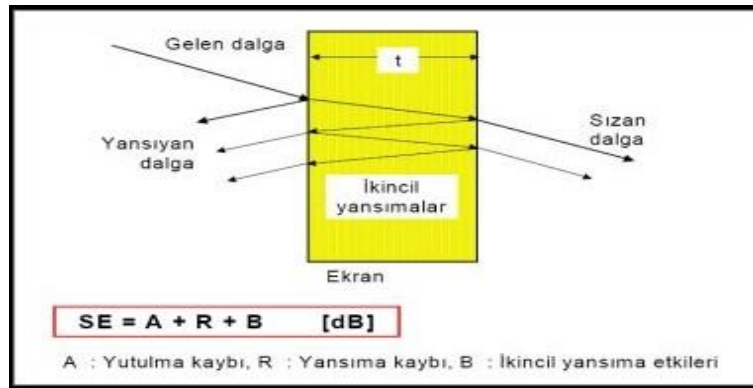 Gelen dalga
t
Yansıyan
dalga
Sızan
dalga
İkincil
yansımalar
Ekran
SE = A + R + B [dB]
A : Yutulma kaybı, R : Yansıma kaybı, B : İkincil yansıma etkileri